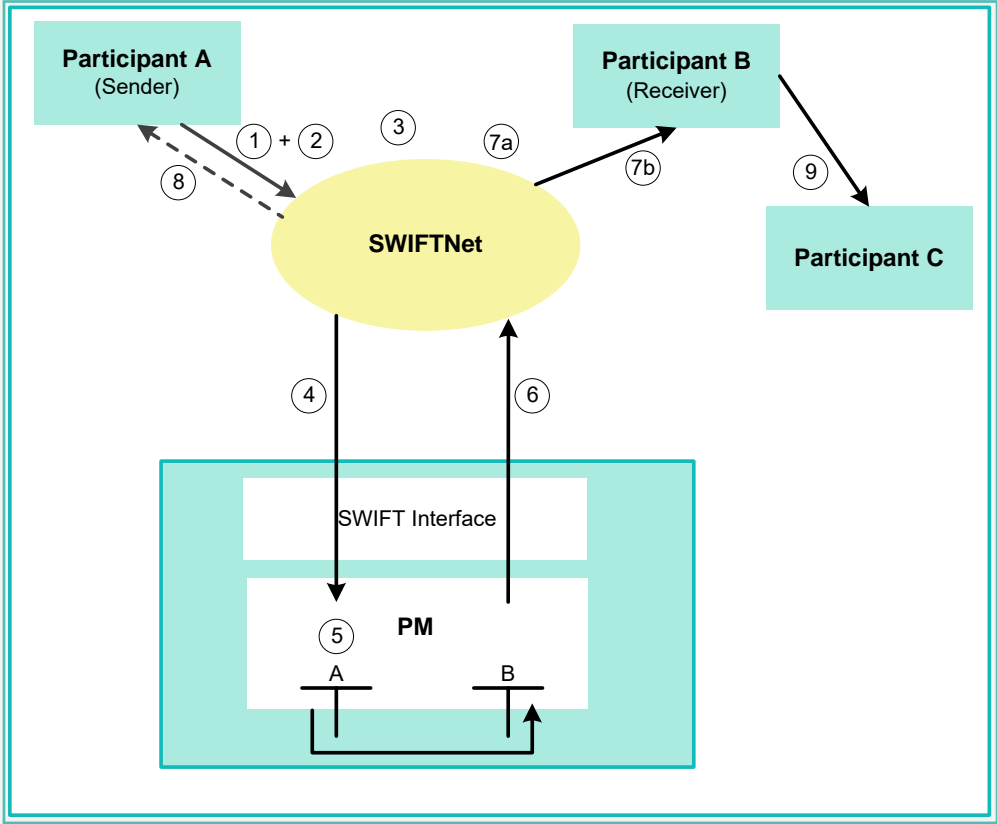 Participant A
(Sender)
Participant B
(Receiver)
1 + 2
3
7a
7b
8
9
SWIFTNet
Participant C
4
6
SWIFT Interface
5
PM
A
B